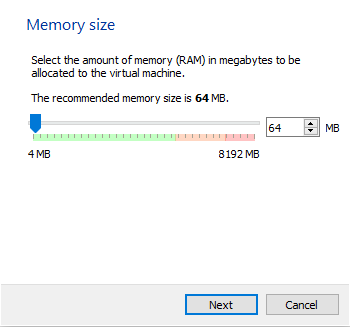 Memory size
Select the amount of memory (RAM) in megabytes to be
allocated to the virtual machine.
The recommended memory size is 64 MB.
64 MB
4 MB 8192 MB
Next Cancel